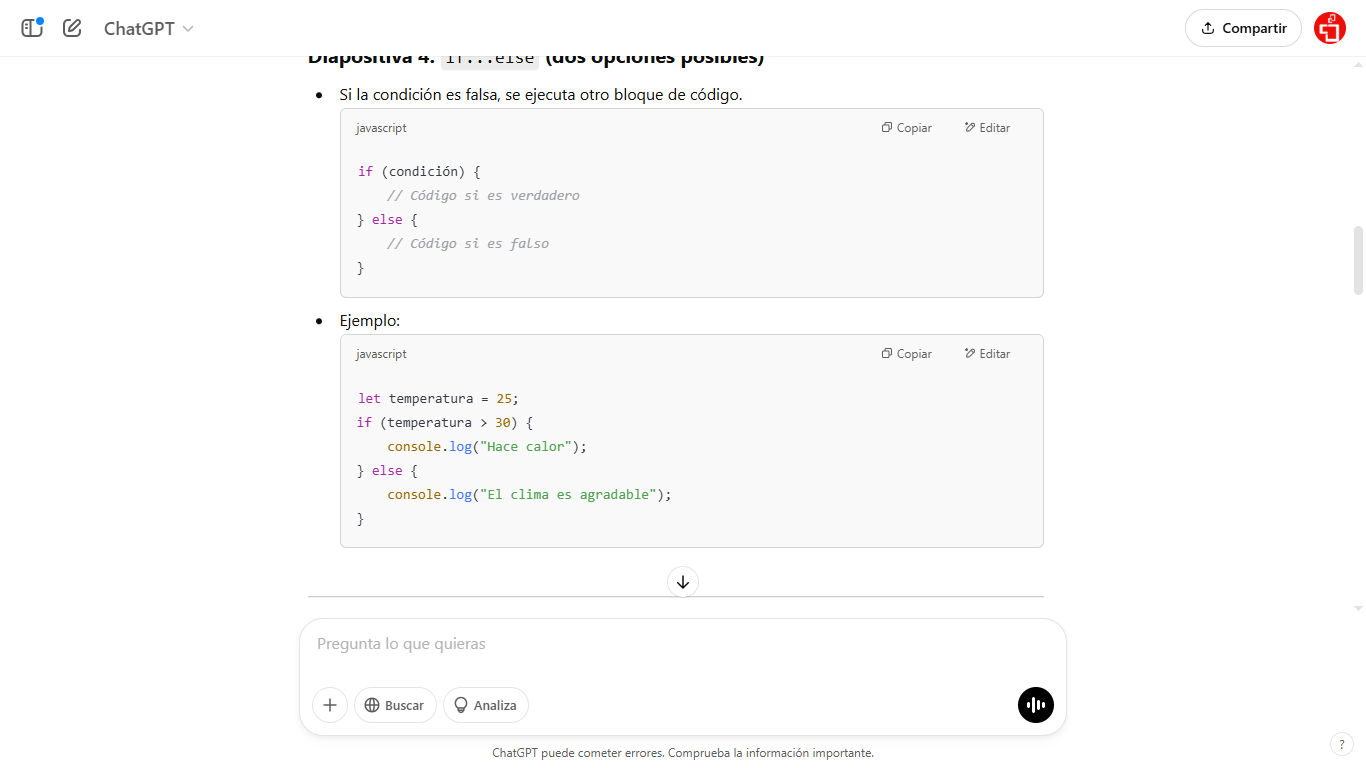 ChatGPT
Compartir
Diapositiva 4: if...else (dos opciones posibles)
Si la condición es falsa, se ejecuta otro bloque de código.
javascript Copiar Editar
if (condición) {
    // Código si es verdadero
} else {
    // Código si es falso
}
Ejemplo:
javascript Copiar Editar
let temperatura = 25;
if (temperatura > 30) {
    console.log("Hace calor");
} else {
    console.log("El clima es agradable");
}
Pregunta lo que quieras
Buscar Analiza
ChatGPT puede cometer errores. Comprueba la información importante.
?